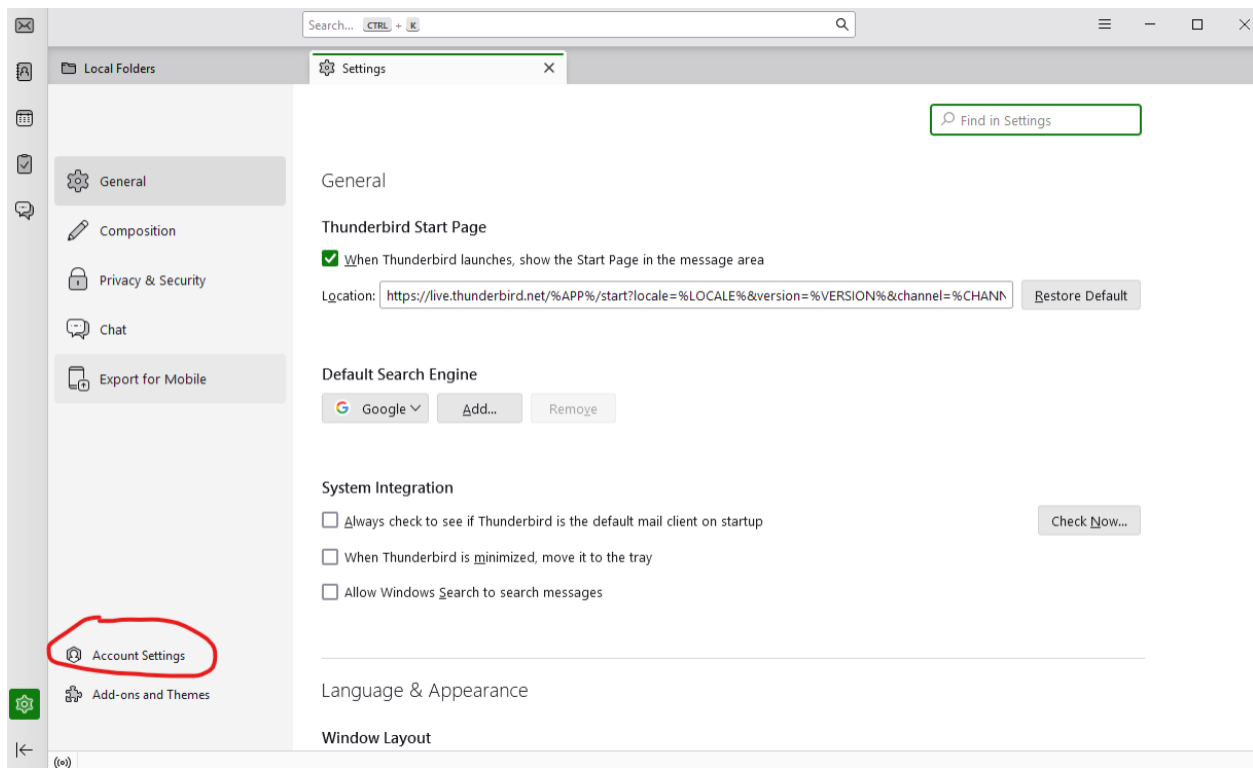 Search... CTRL + K
Local Folders
Settings
Find in Settings
General
Composition
Privacy & Security
Chat
Export for Mobile
Account Settings
Add-ons and Themes
General
Thunderbird Start Page
When Thunderbird launches, show the Start Page in the message area
Location: https://live.thunderbird.net/%APP%/start?locale=%LOCALE%&version=%VERSION%&channel=%CHANN Restore Default
Default Search Engine
Google Add... Remove
System Integration
Always check to see if Thunderbird is the default mail client on startup Check Now...
When Thunderbird is minimized, move it to the tray
Allow Windows Search to search messages
Language & Appearance
Window Layout